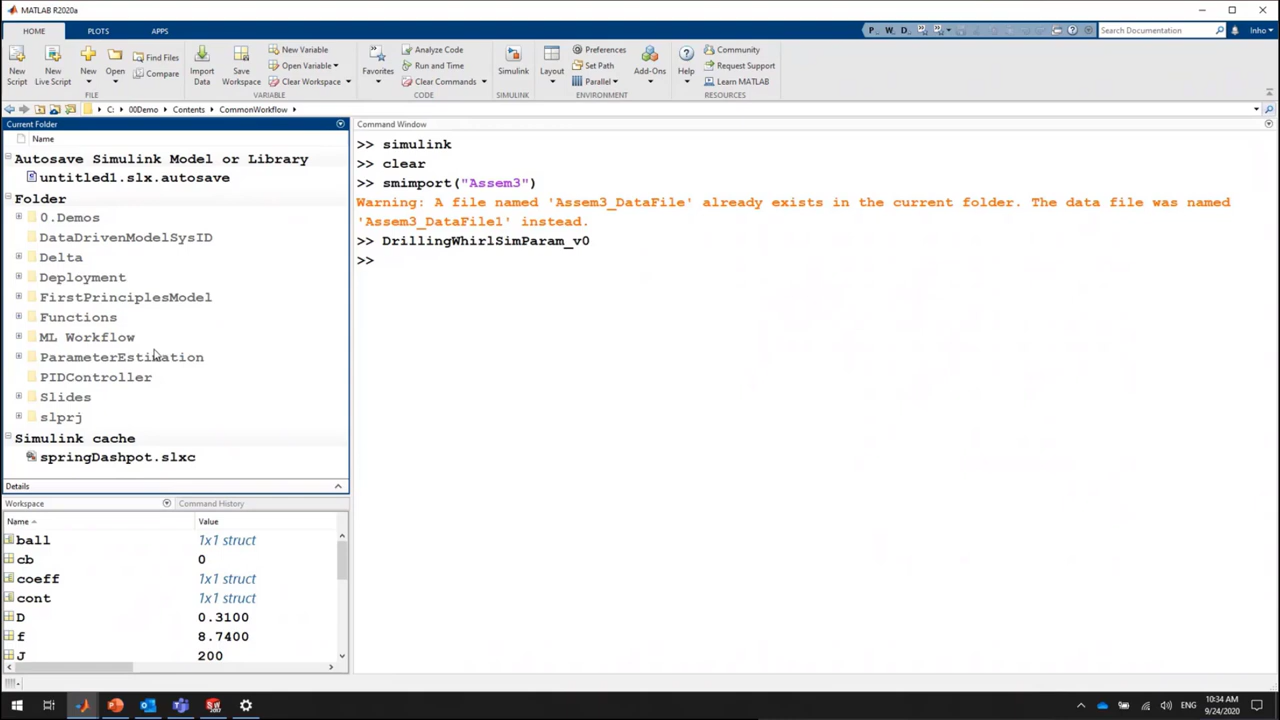 MATLAB R2020a
HOME PLOTS APPS
P... W... D... Search Documentation Inho
New Script
New Live Script
New
Open
Find Files
Compare
Import Data
Save Workspace
New Variable
Open Variable
Clear Workspace
Favorites
Analyze Code
Run and Time
Clear Commands
Simulink
Layout
Preferences
Set Path
Parallel
Add-Ons
Help
Community
Request Support
Learn MATLAB
FILE VARIABLE CODE SIMULINK ENVIRONMENT RESOURCES
C: 00Demo Contents CommonWorkflow
Current Folder
Name
Autosave Simulink Model or Library
untitled1.slx.autosave
Folder
0.Demos
DataDrivenModelSysID
Delta
Deployment
FirstPrinciplesModel
Functions
ML Workflow
ParameterEstimation
PIDController
Slides
slprj
Simulink cache
springDashpot.slxc
Details
Workspace Command History
Name Value
ball 1x1 struct
cb 0
coeff 1x1 struct
cont 1x1 struct
D 0.3100
f 8.7400
J 200
Command Window
>> simulink
>> clear
>> smimport("Assem3")
Warning: A file named 'Assem3_DataFile' already exists in the current folder. The data file was named
'Assem3_DataFile1' instead.
>> DrillingWhirlSimParam_v0
>>
SW
2017
ENG
10:34 AM
9/24/2020